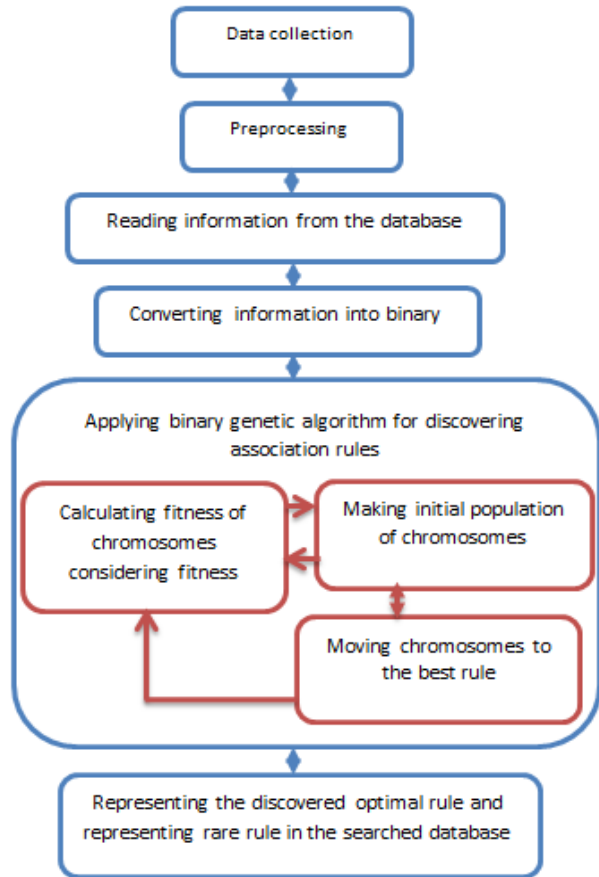 Data collection
Preprocessing
Reading information from the database
Converting information into binary
Applying binary genetic algorithm for discovering
association rules
Calculating fitness of
chromosomes
considering fitness
Making initial population
of chromosomes
Moving chromosomes to
the best rule
Representing the discovered optimal rule and
representing rare rule in the searched database